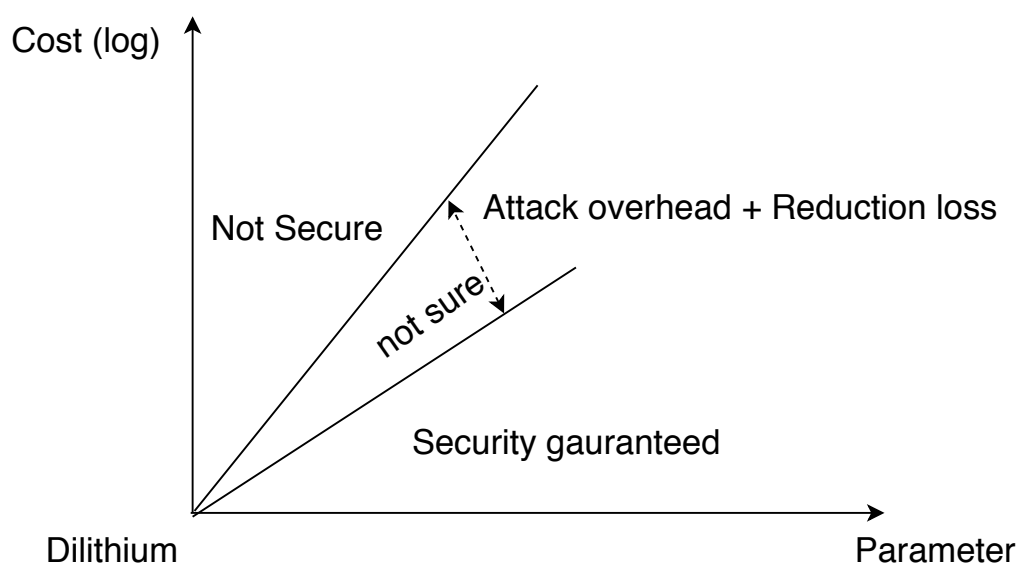 Cost (log)
Attack overhead + Reduction loss
Not Secure
not sure
Security gauranteed
Dilithium
Parameter